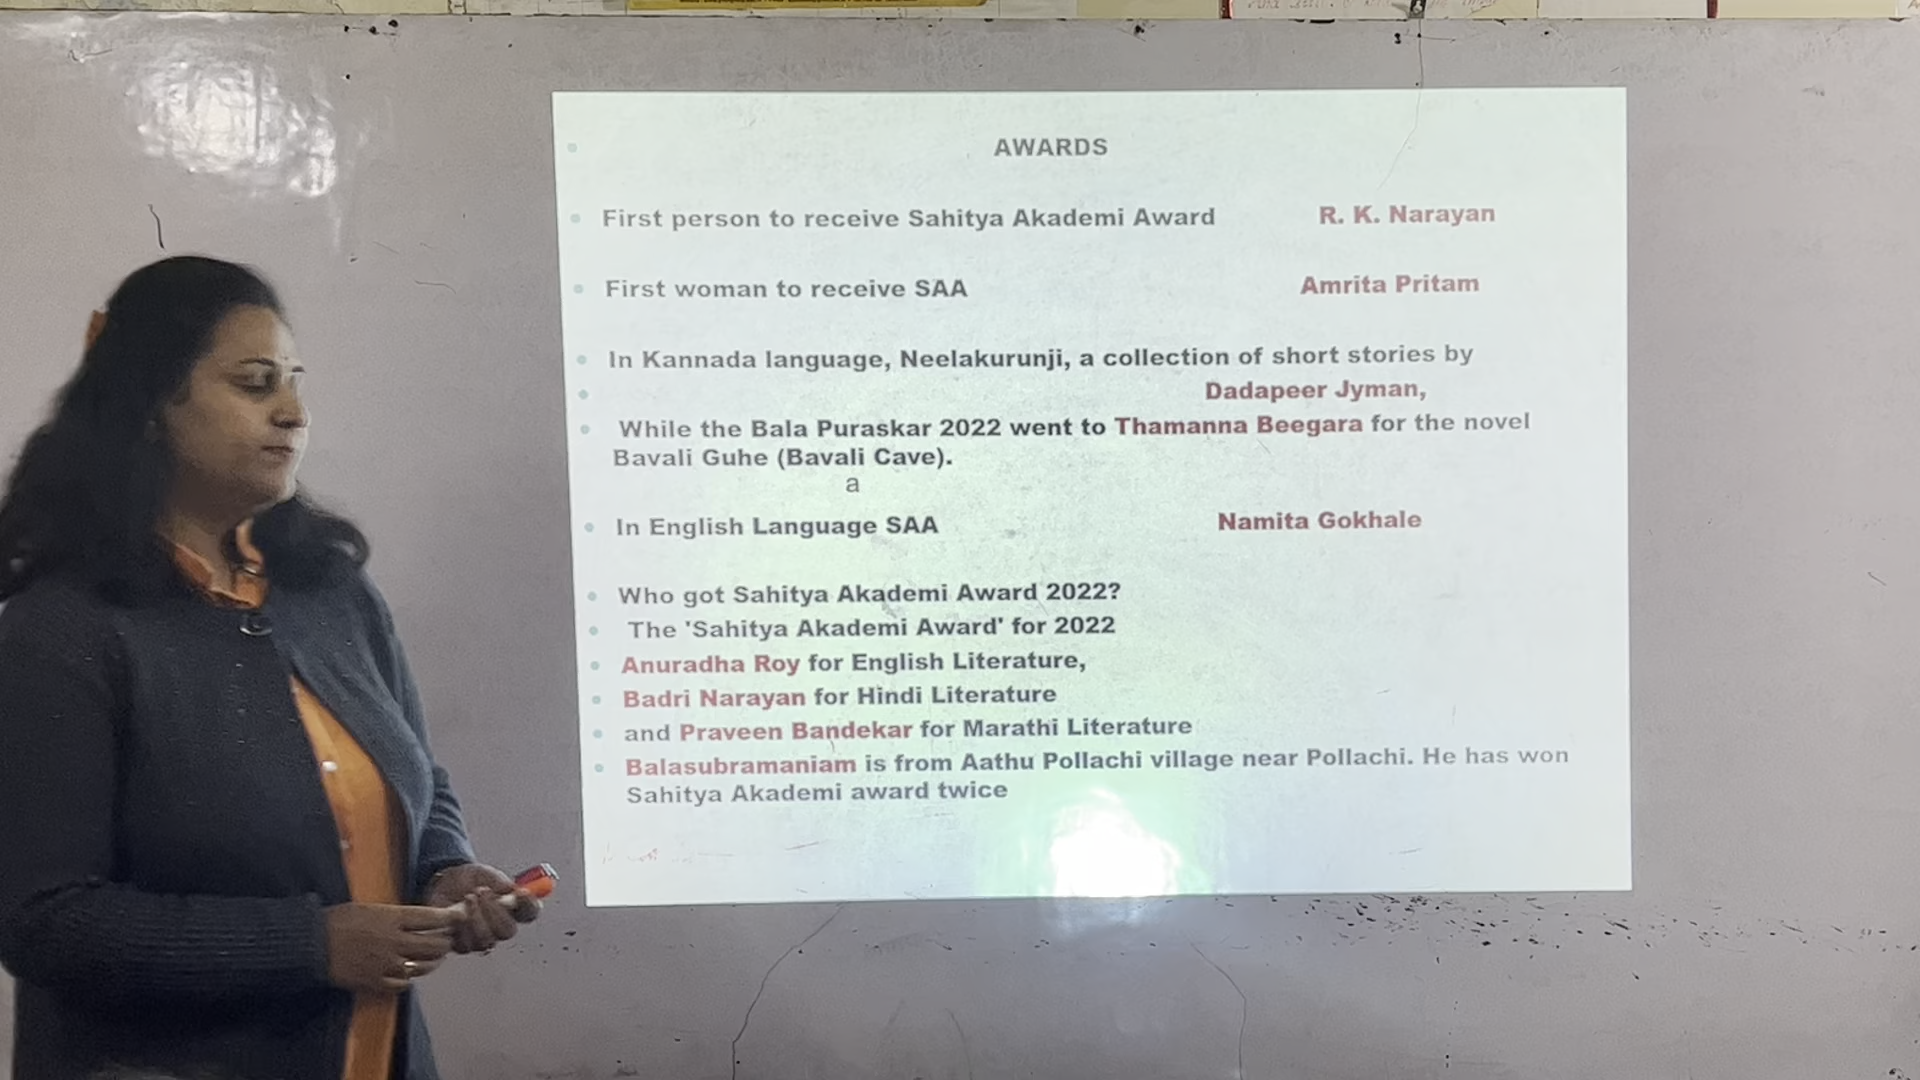 AWARDS
First person to receive Sahitya Akademi Award R. K. Narayan
First woman to receive SAA Amrita Pritam
In Kannada language, Neelakurunji, a collection of short stories by
Dadapeer Jyman,
While the Bala Puraskar 2022 went to Thamanna Beegara for the novel
Bavali Guhe (Bavali Cave).
a
In English Language SAA Namita Gokhale
Who got Sahitya Akademi Award 2022?
The 'Sahitya Akademi Award' for 2022
Anuradha Roy for English Literature,
Badri Narayan for Hindi Literature
and Praveen Bandekar for Marathi Literature
Balasubramaniam is from Aathu Pollachi village near Pollachi. He has won
Sahitya Akademi award twice